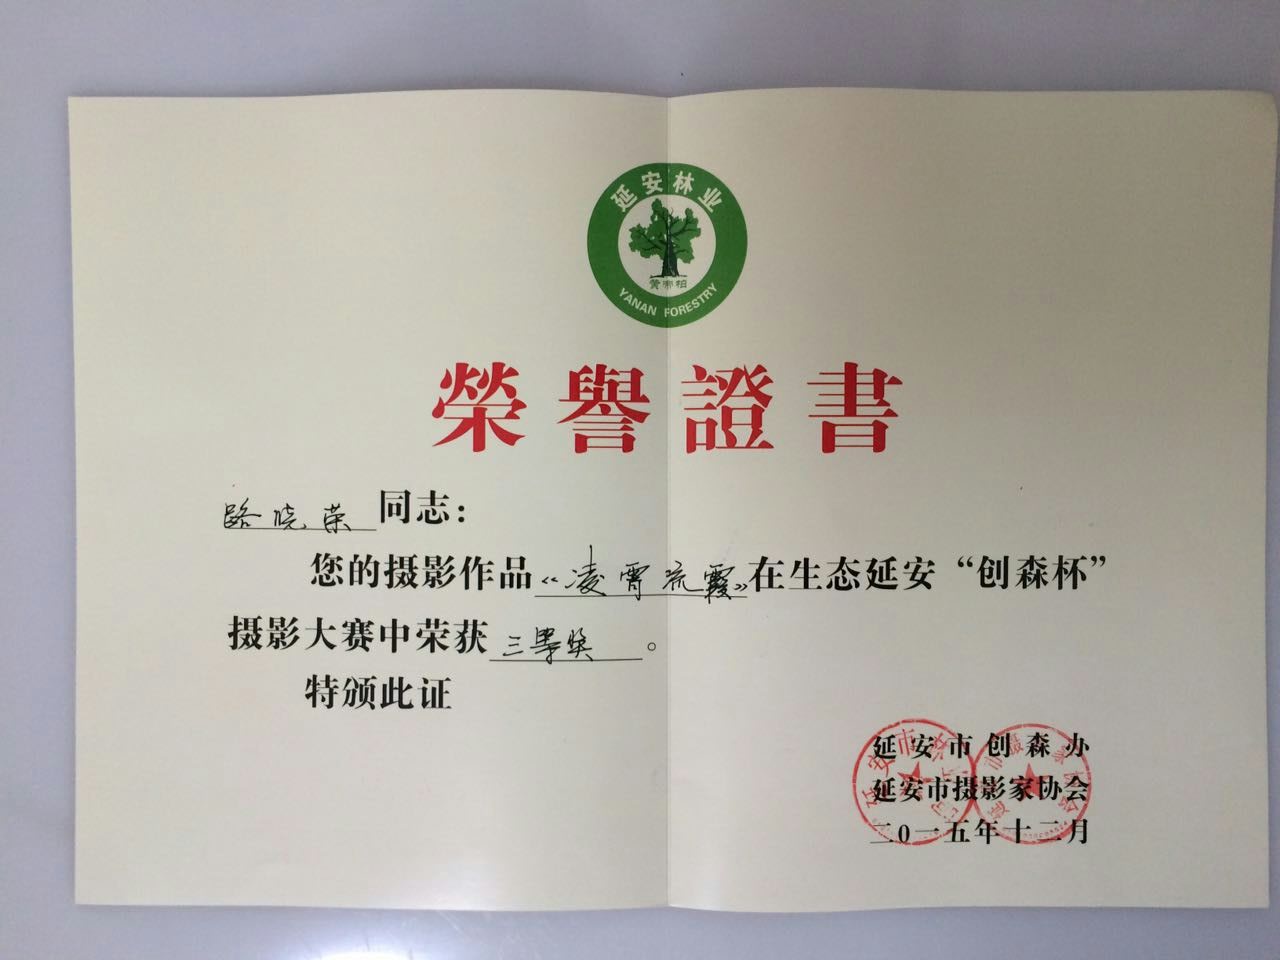 延安林业
黄帝柏
YANAN FORESTRY
榮譽證書
路晓荣同志：
您的摄影作品《凌霄流霞》在生态延安“创森杯”
摄影大赛中荣获三等奖。
特颁此证
延安市创森办
延安市摄影家协会
二0一五年十二月